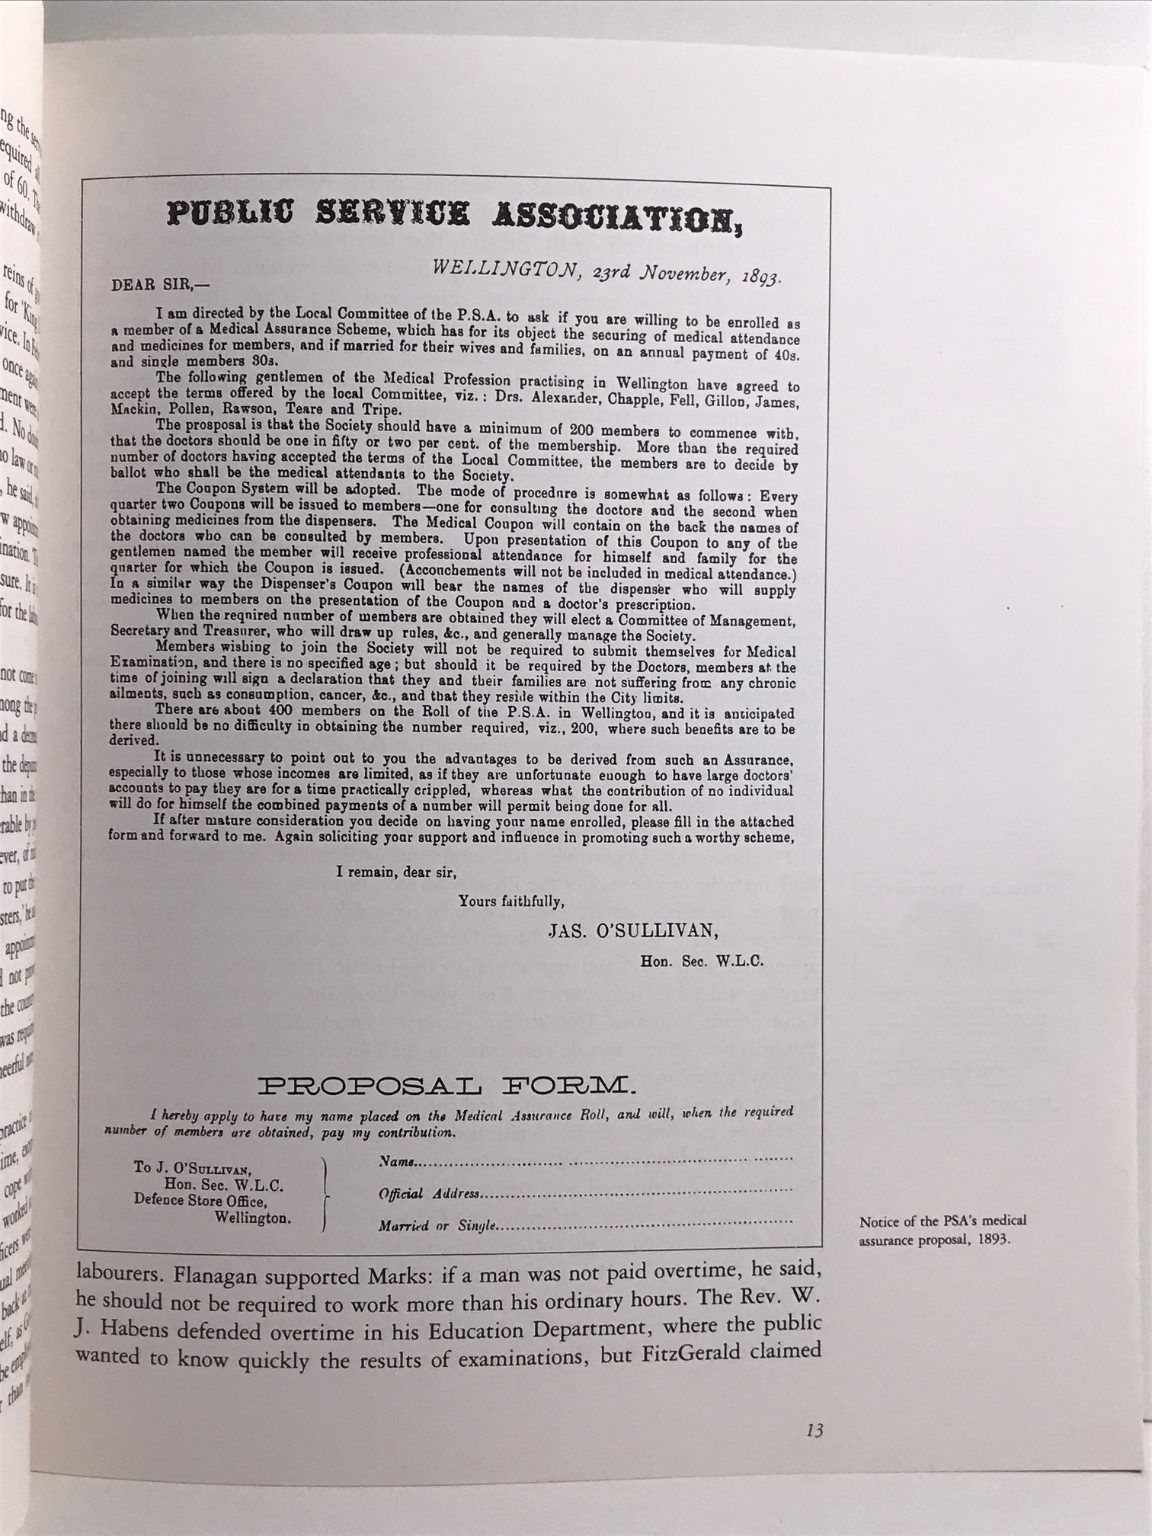 PUBLIC SERVICE ASSOCIATION,
WELLINGTON, 23rd November, 1893.
DEAR SIR,—
I am directed by the Local Committee of the P.S.A. to ask if you are willing to be enrolled as
a member of a Medical Assurance Scheme, which has for its object the securing of medical attendance
and medicines for members, and if married for their wives and families, on an annual payment of 40s.
and single members 30s.
The following gentlemen of the Medical Profession practising in Wellington have agreed to
accept the terms offered by the local Committee, viz.: Drs. Alexander, Chapple, Fell, Gillon, James,
Mackin, Pollen, Rawson, Teare and Tripe.
The prosposal is that the Society should have a minimum of 200 members to commence with,
that the doctors should be one in fifty or two per cent. of the membership. More than the required
number of doctors having accepted the terms of the Local Committee, the members are to decide by
ballot who shall be the medical attendants to the Society.
The Coupon System will be adopted. The mode of procedure is somewhat as follows: Every
quarter two Coupons will be issued to members—one for consulting the doctors and the second when
obtaining medicines from the dispensers. The Medical Coupon will contain on the back the names of
the doctors who can be consulted by members. Upon presentation of this Coupon to any of the
gentlemen named the member will receive professional attendance for himself and family for the
quarter for which the Coupon is issued. (Accouchements will not be included in medical attendance.)
In a similar way the Dispenser's Coupon will bear the names of the dispenser who will supply
medicines to members on the presentation of the Coupon and a doctor's prescription.
When the required number of members are obtained they will elect a Committee of Management,
Secretary and Treasurer, who will draw up rules, &c., and generally manage the Society.
Members wishing to join the Society will not be required to submit themselves for Medical
Examination, and there is no specified age; but should it be required by the Doctors, members at the
time of joining will sign a declaration that they and their families are not suffering from any chronic
ailments, such as consumption, cancer, &c., and that they reside within the City limits.
There are about 400 members on the Roll of the P.S.A. in Wellington, and it is anticipated
there should be no difficulty in obtaining the number required, viz., 200, where such benefits are to be
derived.
It is unnecessary to point out to you the advantages to be derived from such an Assurance,
especially to those whose incomes are limited, as if they are unfortunate enough to have large doctors'
accounts to pay they are for a time practically crippled, whereas what the contribution of no individual
will do for himself the combined payments of a number will permit being done for all.
If after mature consideration you decide on having your name enrolled, please fill in the attached
form and forward to me. Again soliciting your support and influence in promoting such a worthy scheme,
I remain, dear sir,
Yours faithfully,
JAS. O'SULLIVAN,
Hon. Sec. W.L.C.
PROPOSAL FORM.
I hereby apply to have my name placed on the Medical Assurance Roll, and will, when the required
number of members are obtained, pay my contribution.
To J. O'SULLIVAN,
Hon. Sec. W.L.C.
Defence Store Office,
Wellington.
Name
Official Address
Married or Single
Notice of the PSA's medical
assurance proposal, 1893.
labourers. Flanagan supported Marks: if a man was not paid overtime, he said,
he should not be required to work more than his ordinary hours. The Rev. W.
J. Habens defended overtime in his Education Department, where the public
wanted to know quickly the results of examinations, but FitzGerald claimed
13